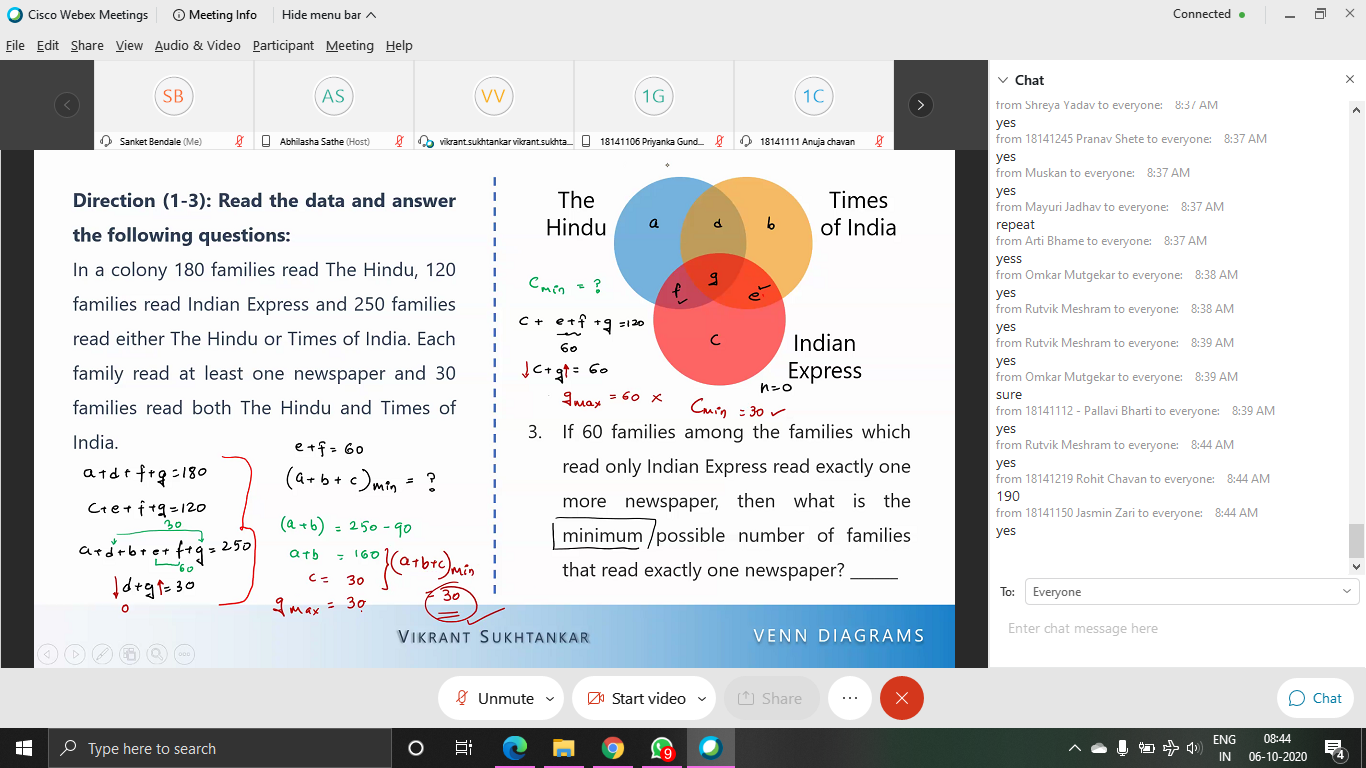 Cisco Webex Meetings
Meeting Info
Hide menu bar
Connected
File Edit Share View Audio & Video Participant Meeting Help
SB
AS
VV
1G
1C
Sanket Bendale (Me)
Abhilasha Sathe (Host)
vikrant.sukhtankar vikrant.sukhta...
18141106 Priyanka Gund...
18141111 Anuja chavan
Direction (1-3): Read the data and answer
the following questions:
In a colony 180 families read The Hindu, 120
families read Indian Express and 250 families
read either The Hindu or Times of India. Each
family read at least one newspaper and 30
families read both The Hindu and Times of
India.
a+d+f+g=180
c+e+f+g=120
30
a+d+b+e+f+g=250
60
d+g=30
0
e+f=60
(a+b+c)min = ?
(a+b) = 250-90
a+b = 160
c = 30
g max = 30
(a+b+c)min
= 30
The
Hindu
Times
of India
a
d
b
g
f
e
c
Indian
Express
n=0
Cmin = ?
c + e+f +g=120
60
c+g = 60
gmax = 60 x
Cmin = 30
3. If 60 families among the families which
read only Indian Express read exactly one
more newspaper, then what is the
minimum possible number of families
that read exactly one newspaper? _____
VIKRANT SUKHTANKAR
VENN DIAGRAMS
Chat
from Shreya Yadav to everyone: 8:37 AM
yes
from 18141245 Pranav Shete to everyone: 8:37 AM
yes
from Muskan to everyone: 8:37 AM
yes
from Mayuri Jadhav to everyone: 8:37 AM
repeat
from Arti Bhame to everyone: 8:37 AM
yess
from Omkar Mutgekar to everyone: 8:38 AM
yes
from Rutvik Meshram to everyone: 8:38 AM
yes
from Rutvik Meshram to everyone: 8:39 AM
yes
from Omkar Mutgekar to everyone: 8:39 AM
sure
from 18141112 - Pallavi Bharti to everyone: 8:39 AM
yes
from Rutvik Meshram to everyone: 8:44 AM
yes
from 18141219 Rohit Chavan to everyone: 8:44 AM
190
from 18141150 Jasmin Zari to everyone: 8:44 AM
yes
To: Everyone
Enter chat message here
Unmute
Start video
Share
Chat
Type here to search
9
ENG
IN
08:44
06-10-2020
4